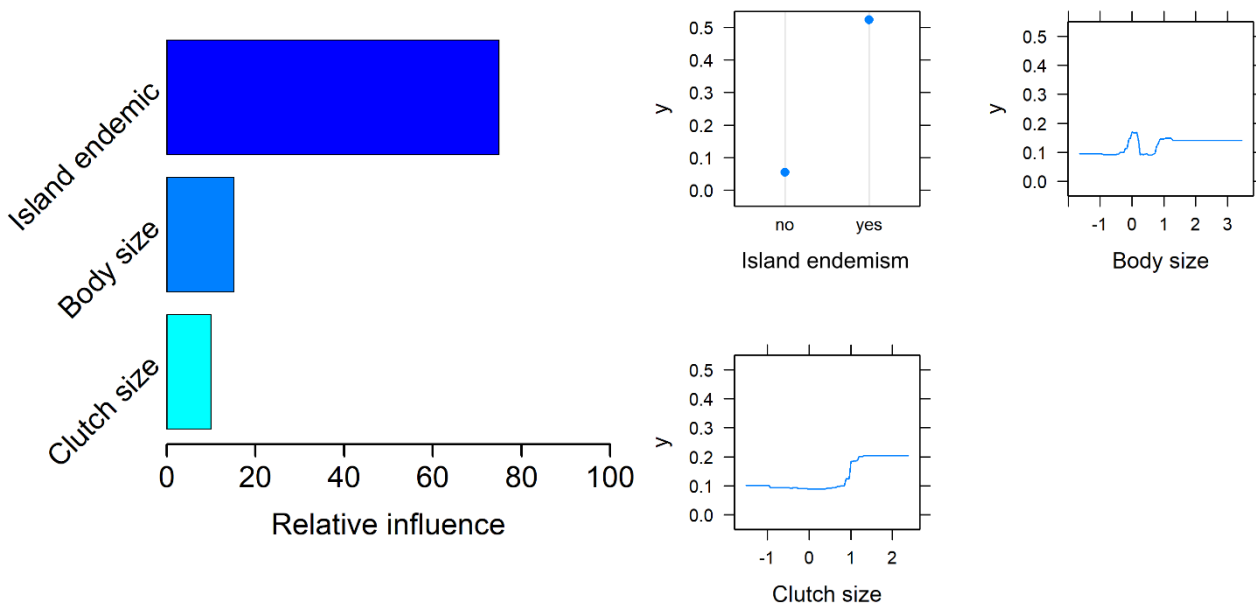 Island endemic
Body size
Clutch size
0 20 40 60 80 100
Relative influence
y
0.5
0.4
0.3
0.2
0.1
0.0
no yes
Island endemism
y
0.5
0.4
0.3
0.2
0.1
0.0
-1 0 1 2 3
Body size
y
0.5
0.4
0.3
0.2
0.1
0.0
-1 0 1 2
Clutch size